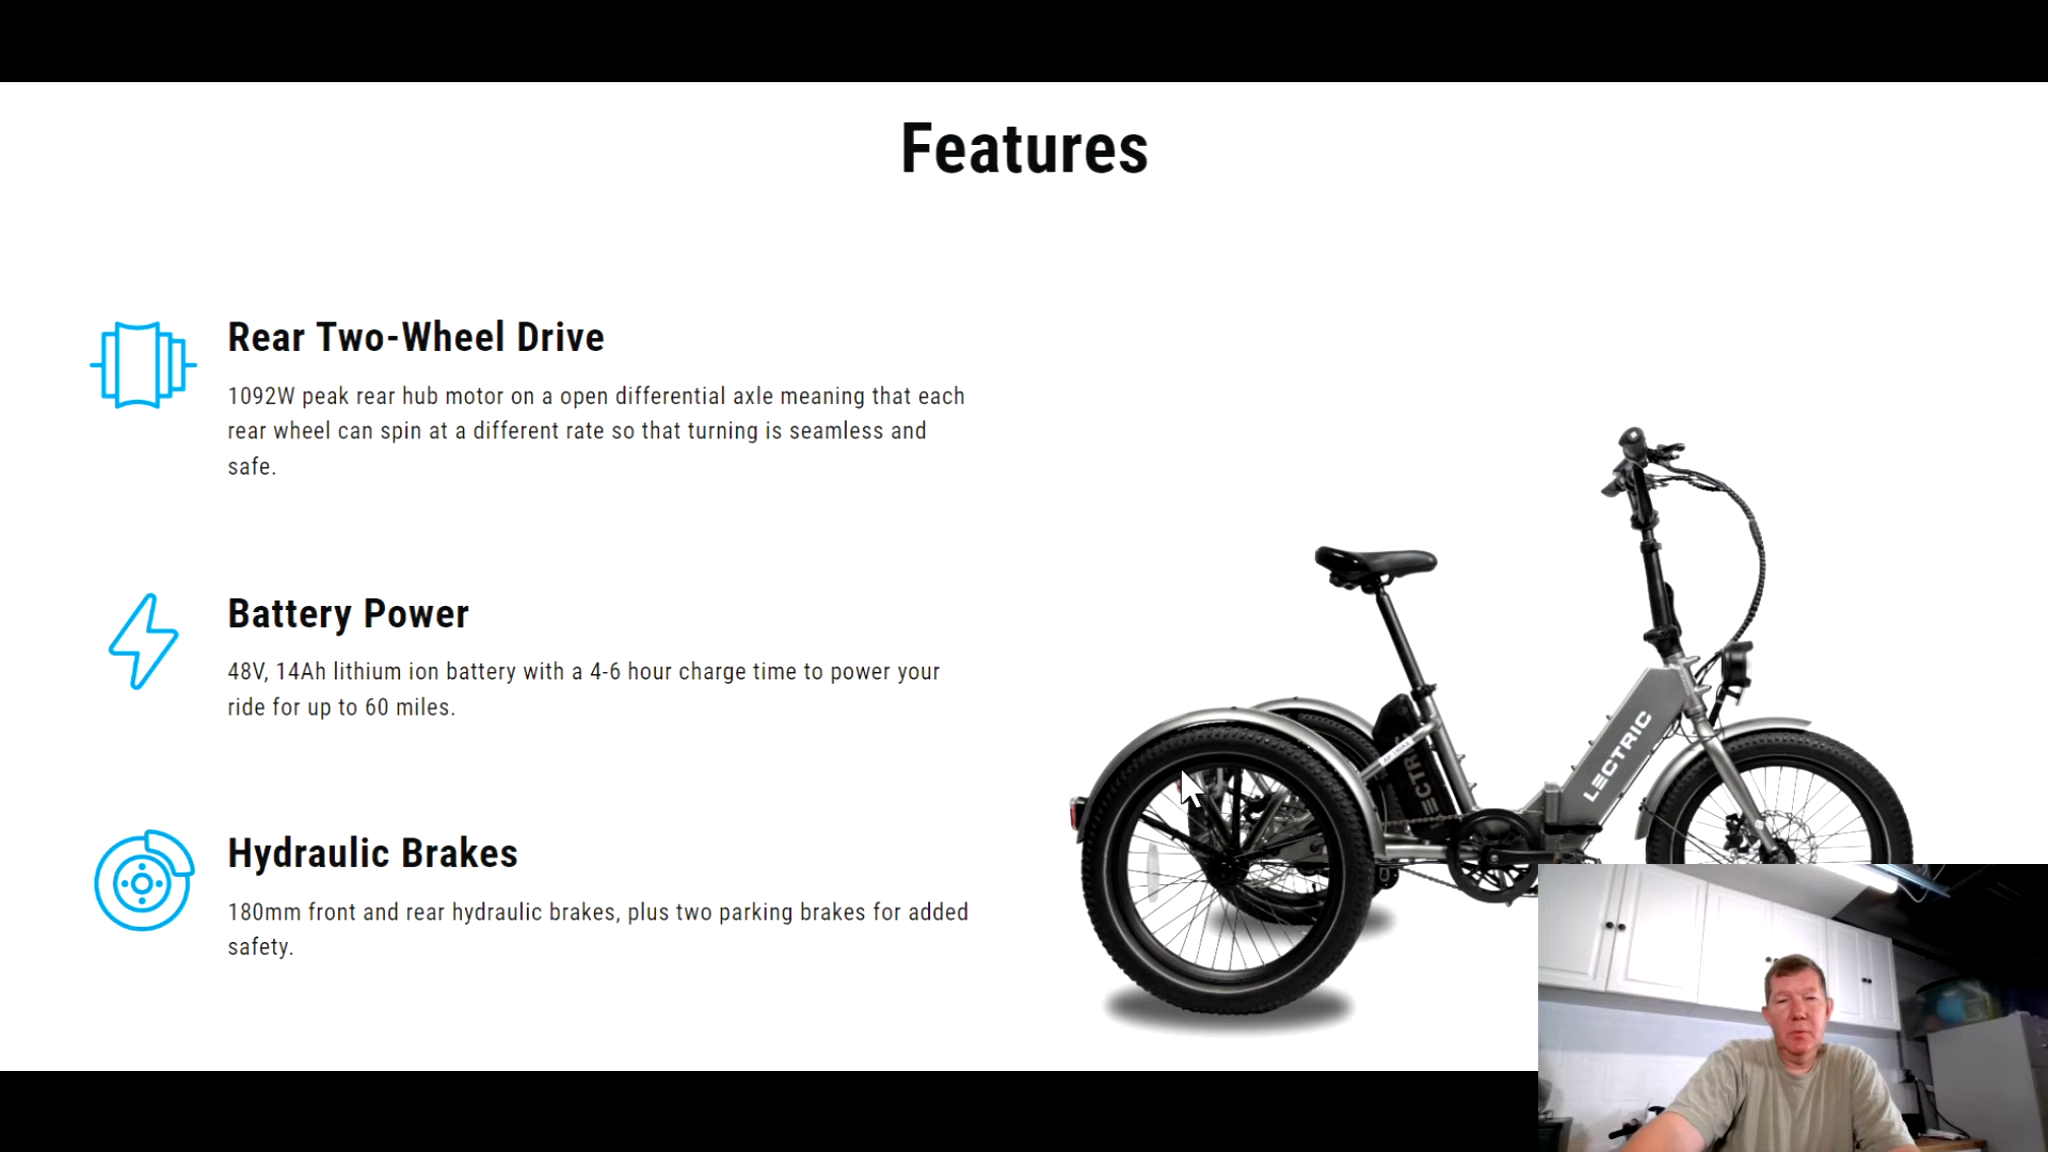 Features
Rear Two-Wheel Drive
1092W peak rear hub motor on a open differential axle meaning that each
rear wheel can spin at a different rate so that turning is seamless and
safe.
Battery Power
48V, 14Ah lithium ion battery with a 4-6 hour charge time to power your
ride for up to 60 miles.
Hydraulic Brakes
180mm front and rear hydraulic brakes, plus two parking brakes for added
safety.
LECTRIC